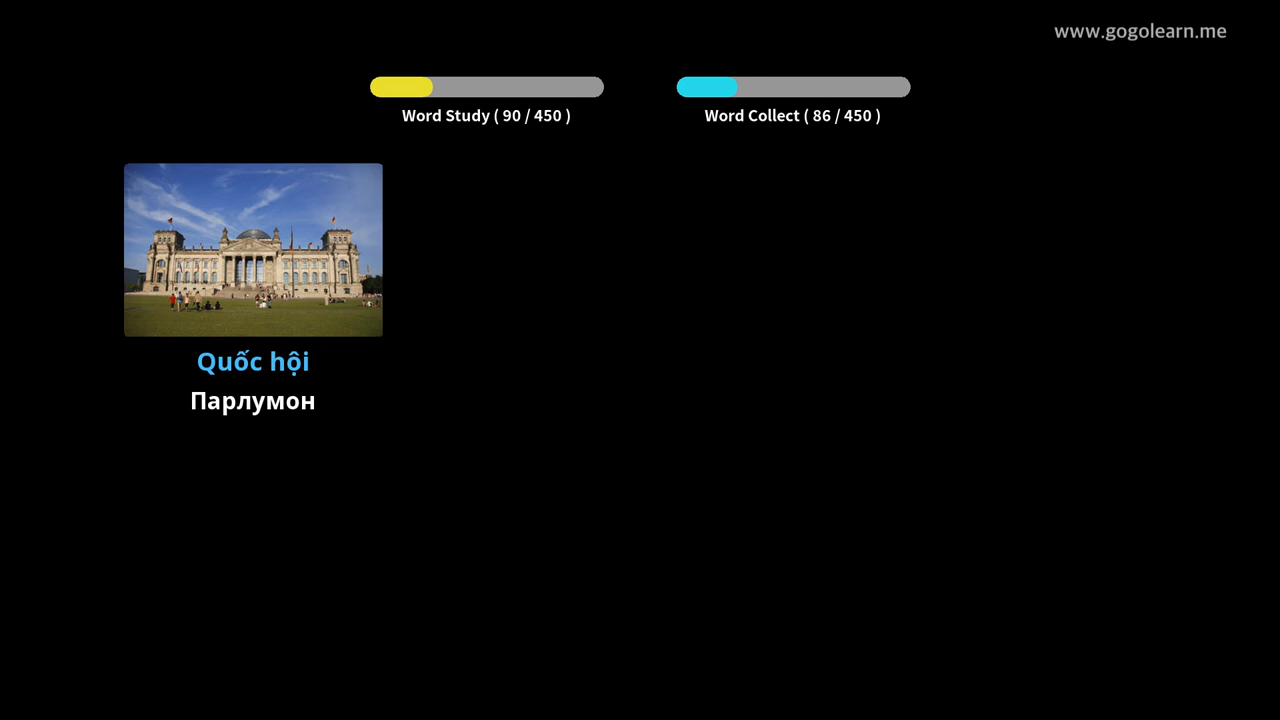 www.gogolearn.me
Word Study ( 90 / 450 )
Word Collect ( 86 / 450 )
Quốc hội
Парлумон